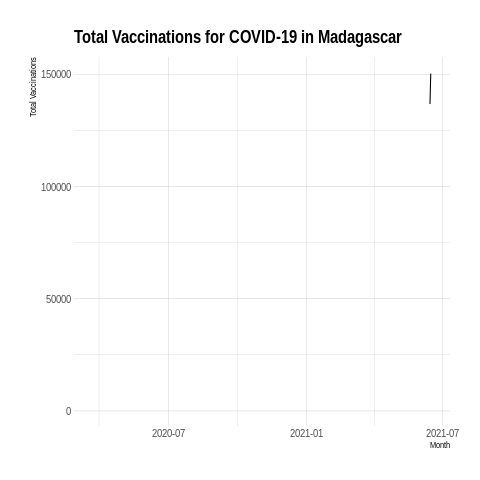 Total Vaccinations for COVID-19 in Madagascar
Total Vaccinations
150000
100000
50000
0
2020-07 2021-01 2021-07
Month